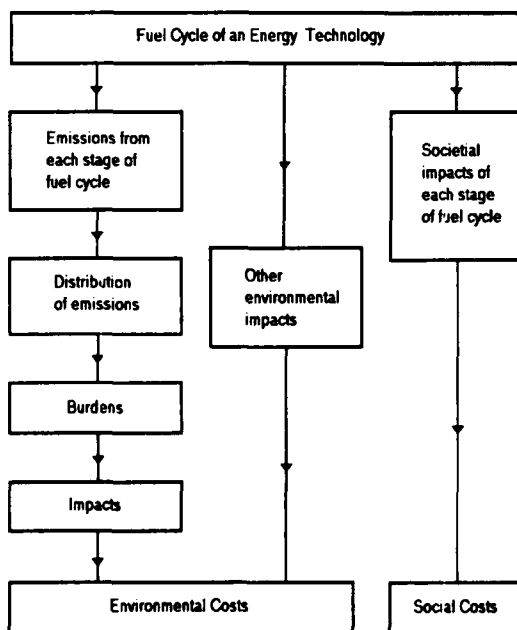 Fuel Cycle of an Energy Technology
Emissions from
each stage of
fuel cycle
Societial
impacts of
each stage
of fuel cycle
Other
environmental
impacts
Distribution
of emissions
Burdens
Impacts
Environmental Costs
Social Costs